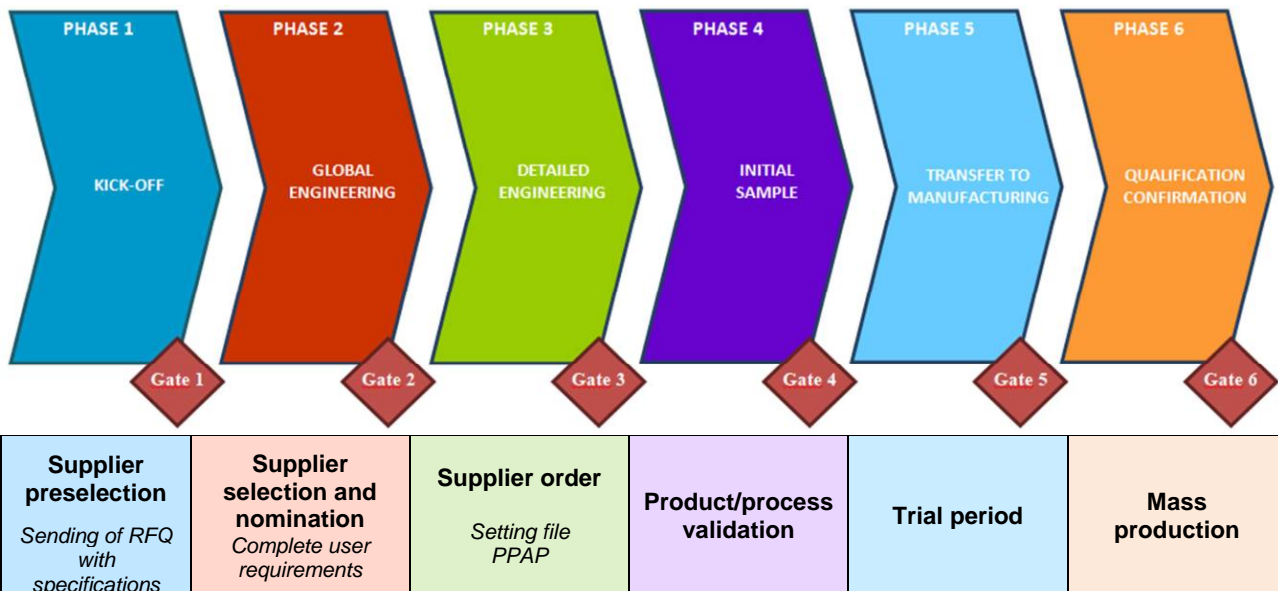 PHASE 1
KICK-OFF
Gate 1
PHASE 2
GLOBAL
ENGINEERING
Gate 2
PHASE 3
DETAILED
ENGINEERING
Gate 3
PHASE 4
INITIAL
SAMPLE
Gate 4
PHASE 5
TRANSFER TO
MANUFACTURING
Gate 5
PHASE 6
QUALIFICATION
CONFIRMATION
Gate 6
Supplier
preselection
Sending of RFQ
with
specifications
Supplier
selection and
nomination
Complete user
requirements
Supplier order
Setting file
PPAP
Product/process
validation
Trial period
Mass
production